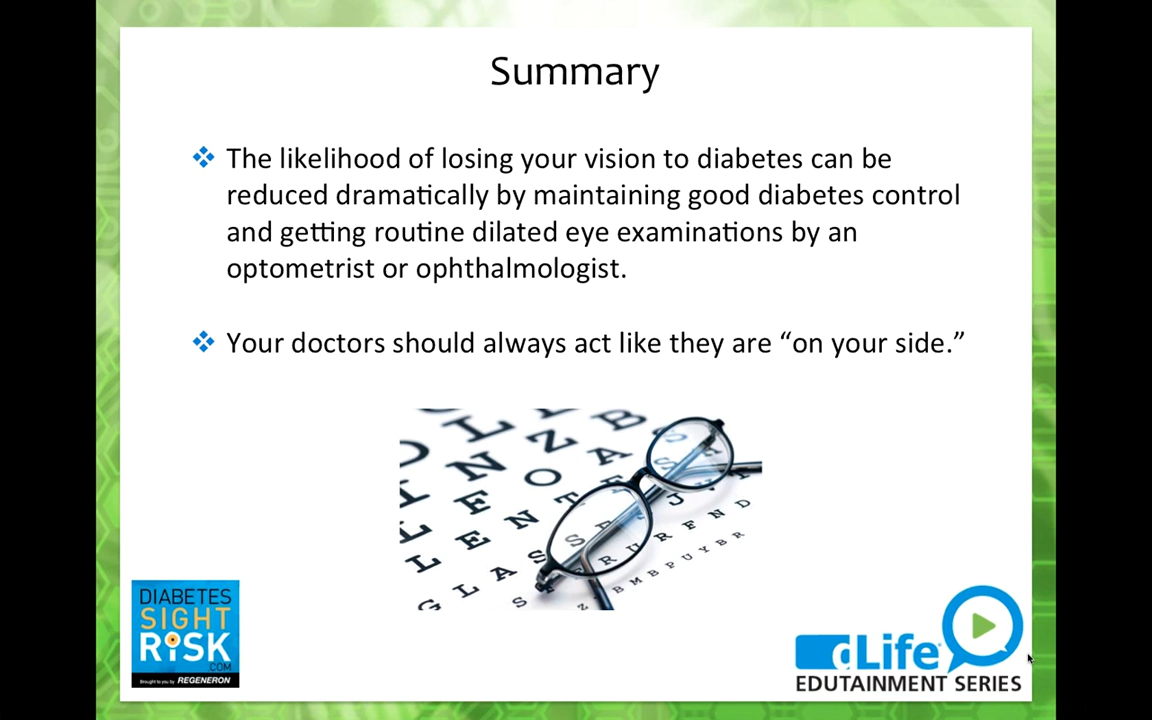 Summary
The likelihood of losing your vision to diabetes can be
reduced dramatically by maintaining good diabetes control
and getting routine dilated eye examinations by an
optometrist or ophthalmologist.
Your doctors should always act like they are “on your side.”
L E N T
G L A S S
DIABETES
SIGHT
RISK
.COM
Brought to you by REGENERON
dLife
EDUTAINMENT SERIES